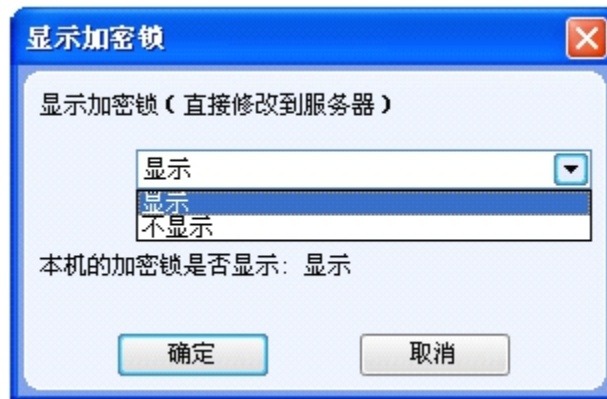 显示加密锁
显示加密锁(直接修改到服务器)
显示
显示
不显示
本机的加密锁是否显示: 显示
确定
取消